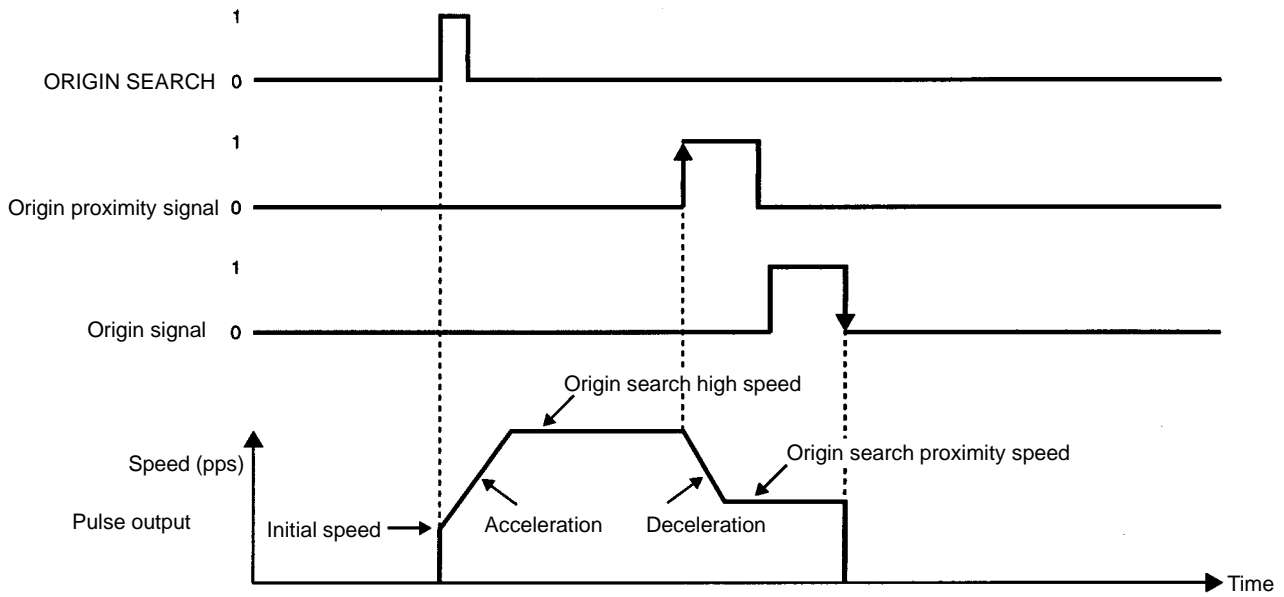 1
ORIGIN SEARCH 0
1
Origin proximity signal 0
1
Origin signal 0
Origin search high speed
Origin search proximity speed
Speed (pps)
Pulse output
Initial speed
Acceleration
Deceleration
Time